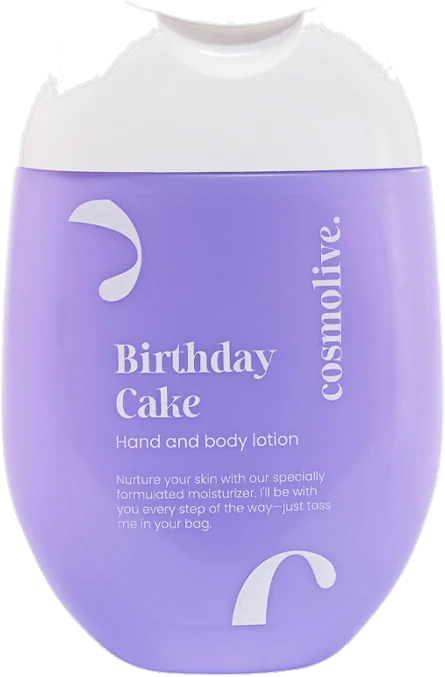 cosmolive.
Birthday
Cake
Hand and body lotion
Nurture your skin with our specially
formulated moisturizer. I'll be with
you every step of the way—just toss
me in your bag.